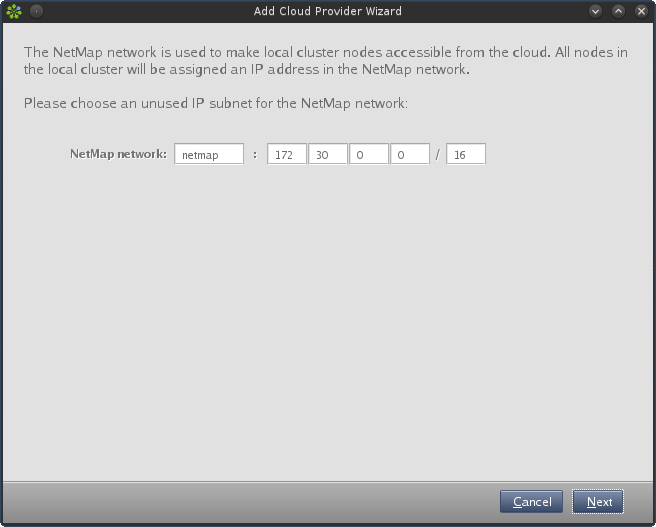 Add Cloud Provider Wizard
The NetMap network is used to make local cluster nodes accessible from the cloud. All nodes in
the local cluster will be assigned an IP address in the NetMap network.
Please choose an unused IP subnet for the NetMap network:
NetMap network: netmap : 172 30 0 0 / 16
Cancel Next